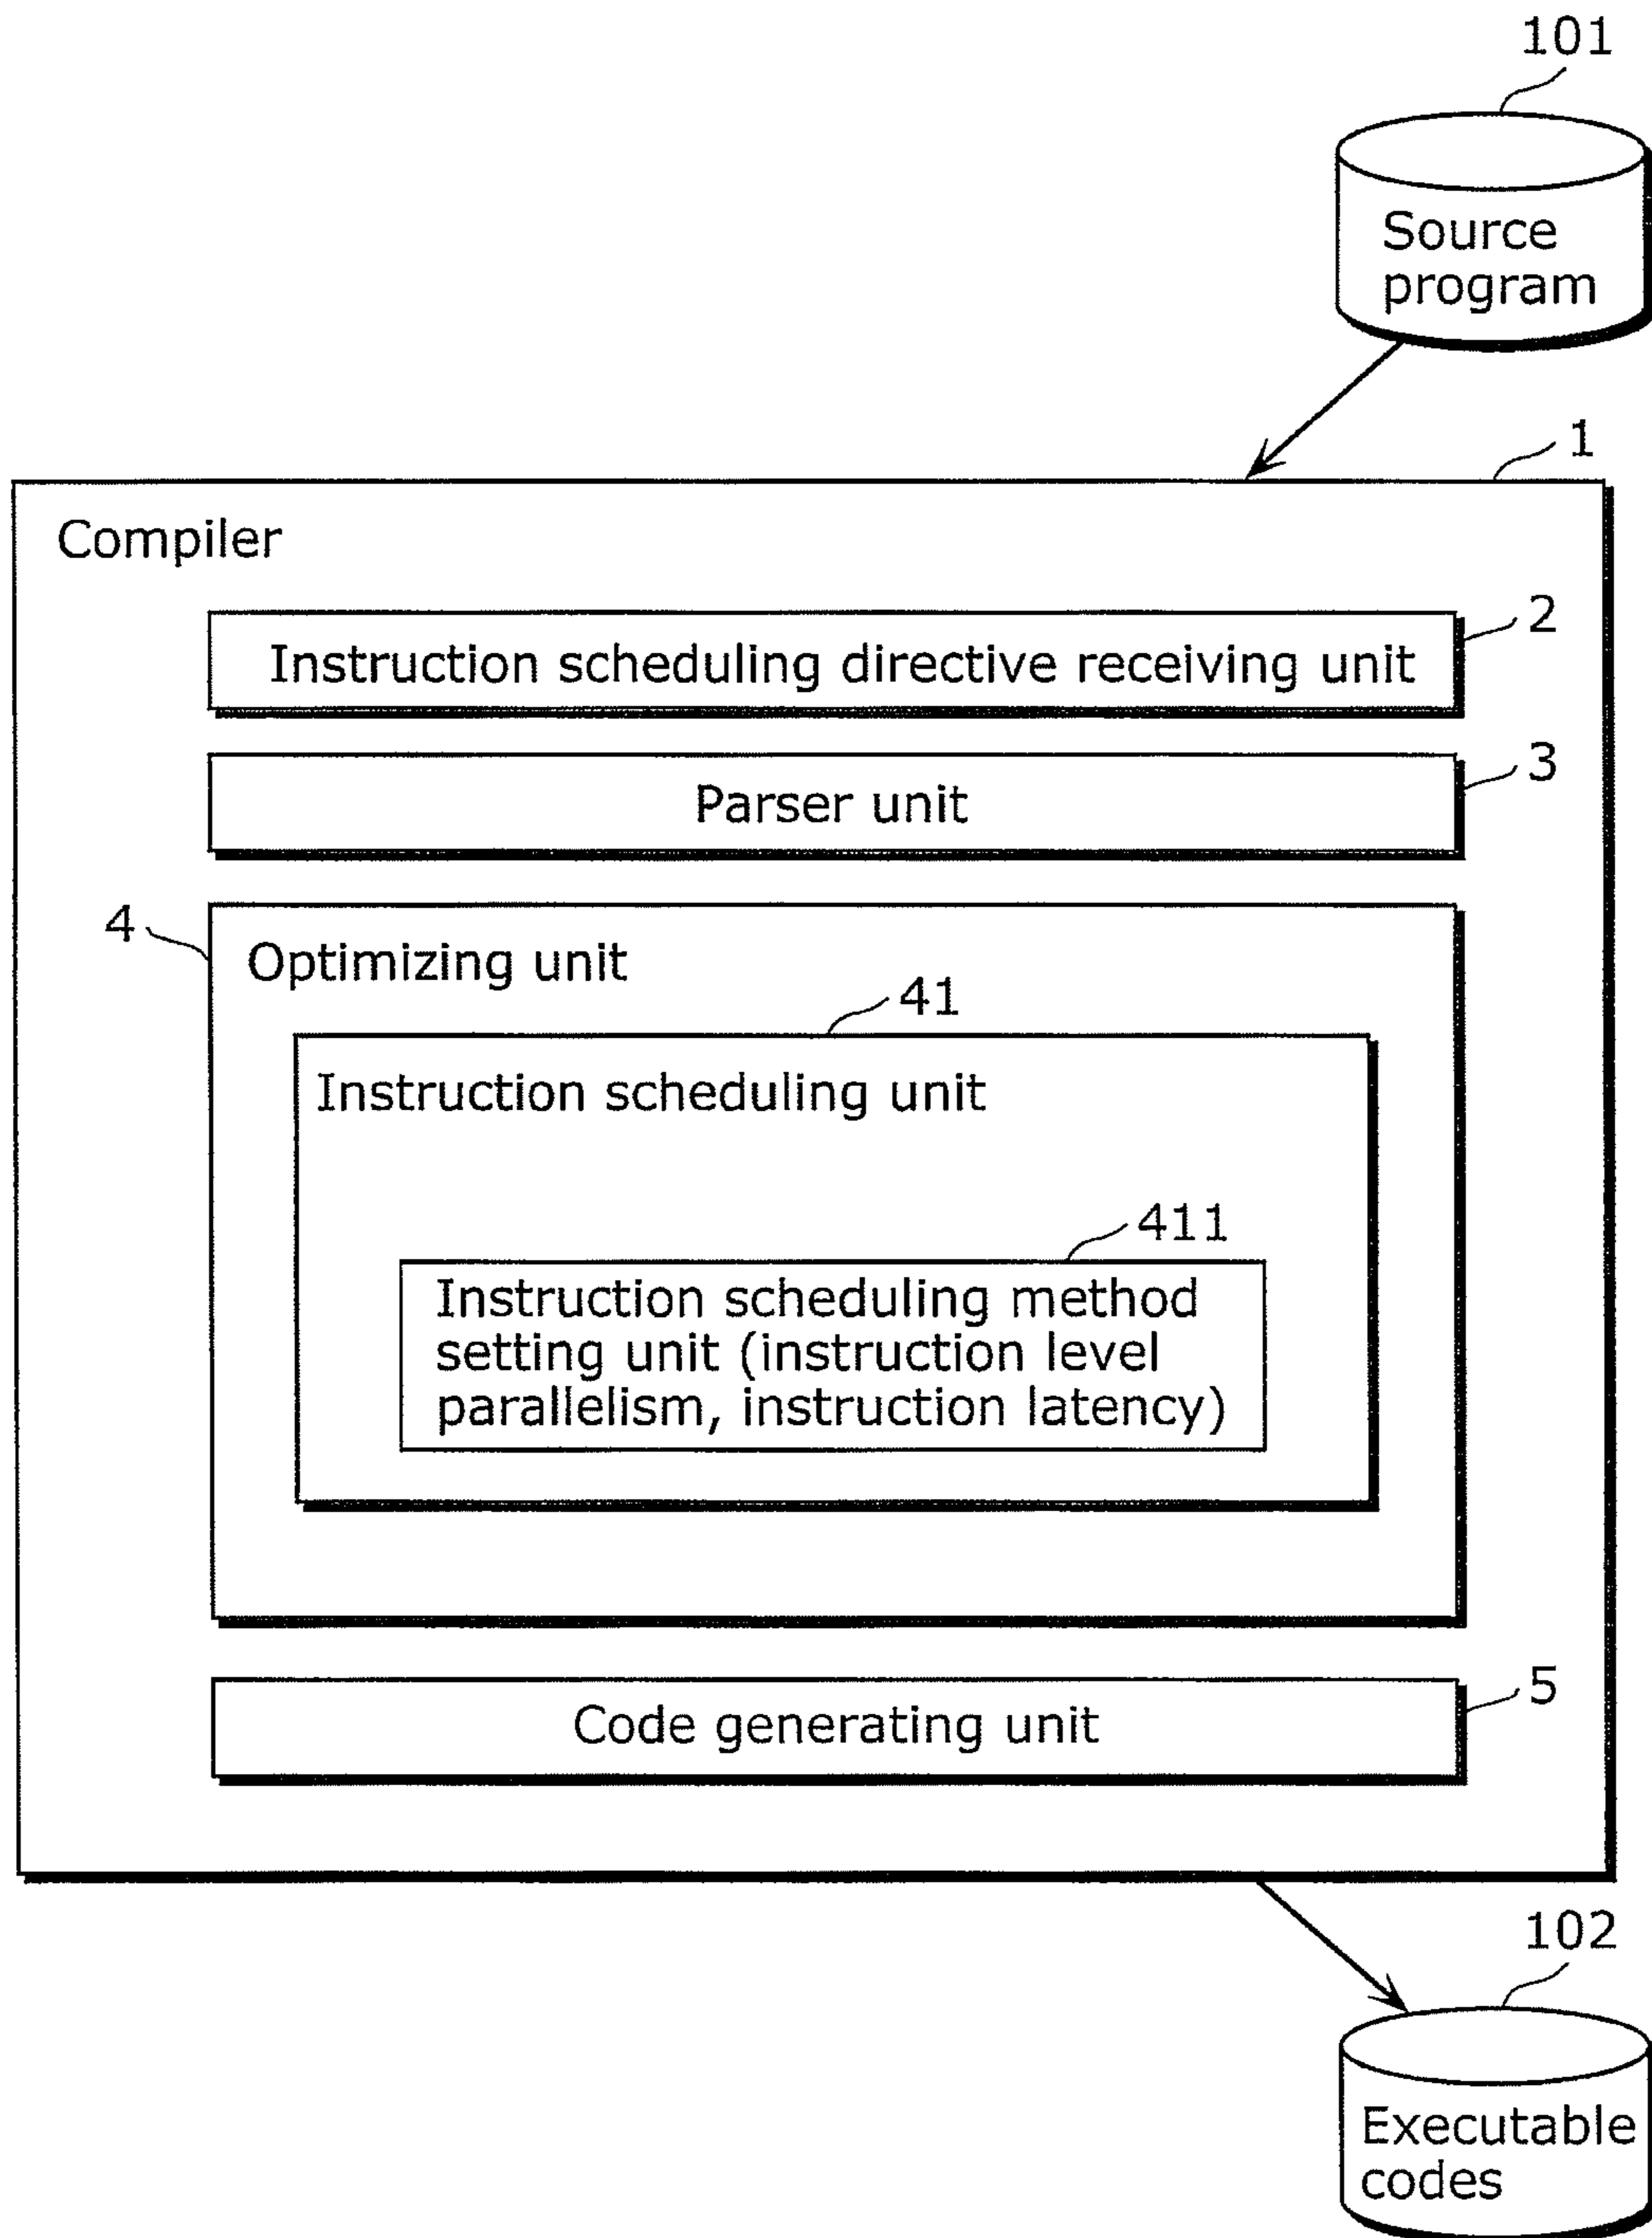 101
Source
program
1
Compiler
2
Instruction scheduling directive receiving unit
3
Parser unit
4
Optimizing unit
41
Instruction scheduling unit
411
Instruction scheduling method
setting unit (instruction level
parallelism, instruction latency)
5
Code generating unit
102
Executable
codes